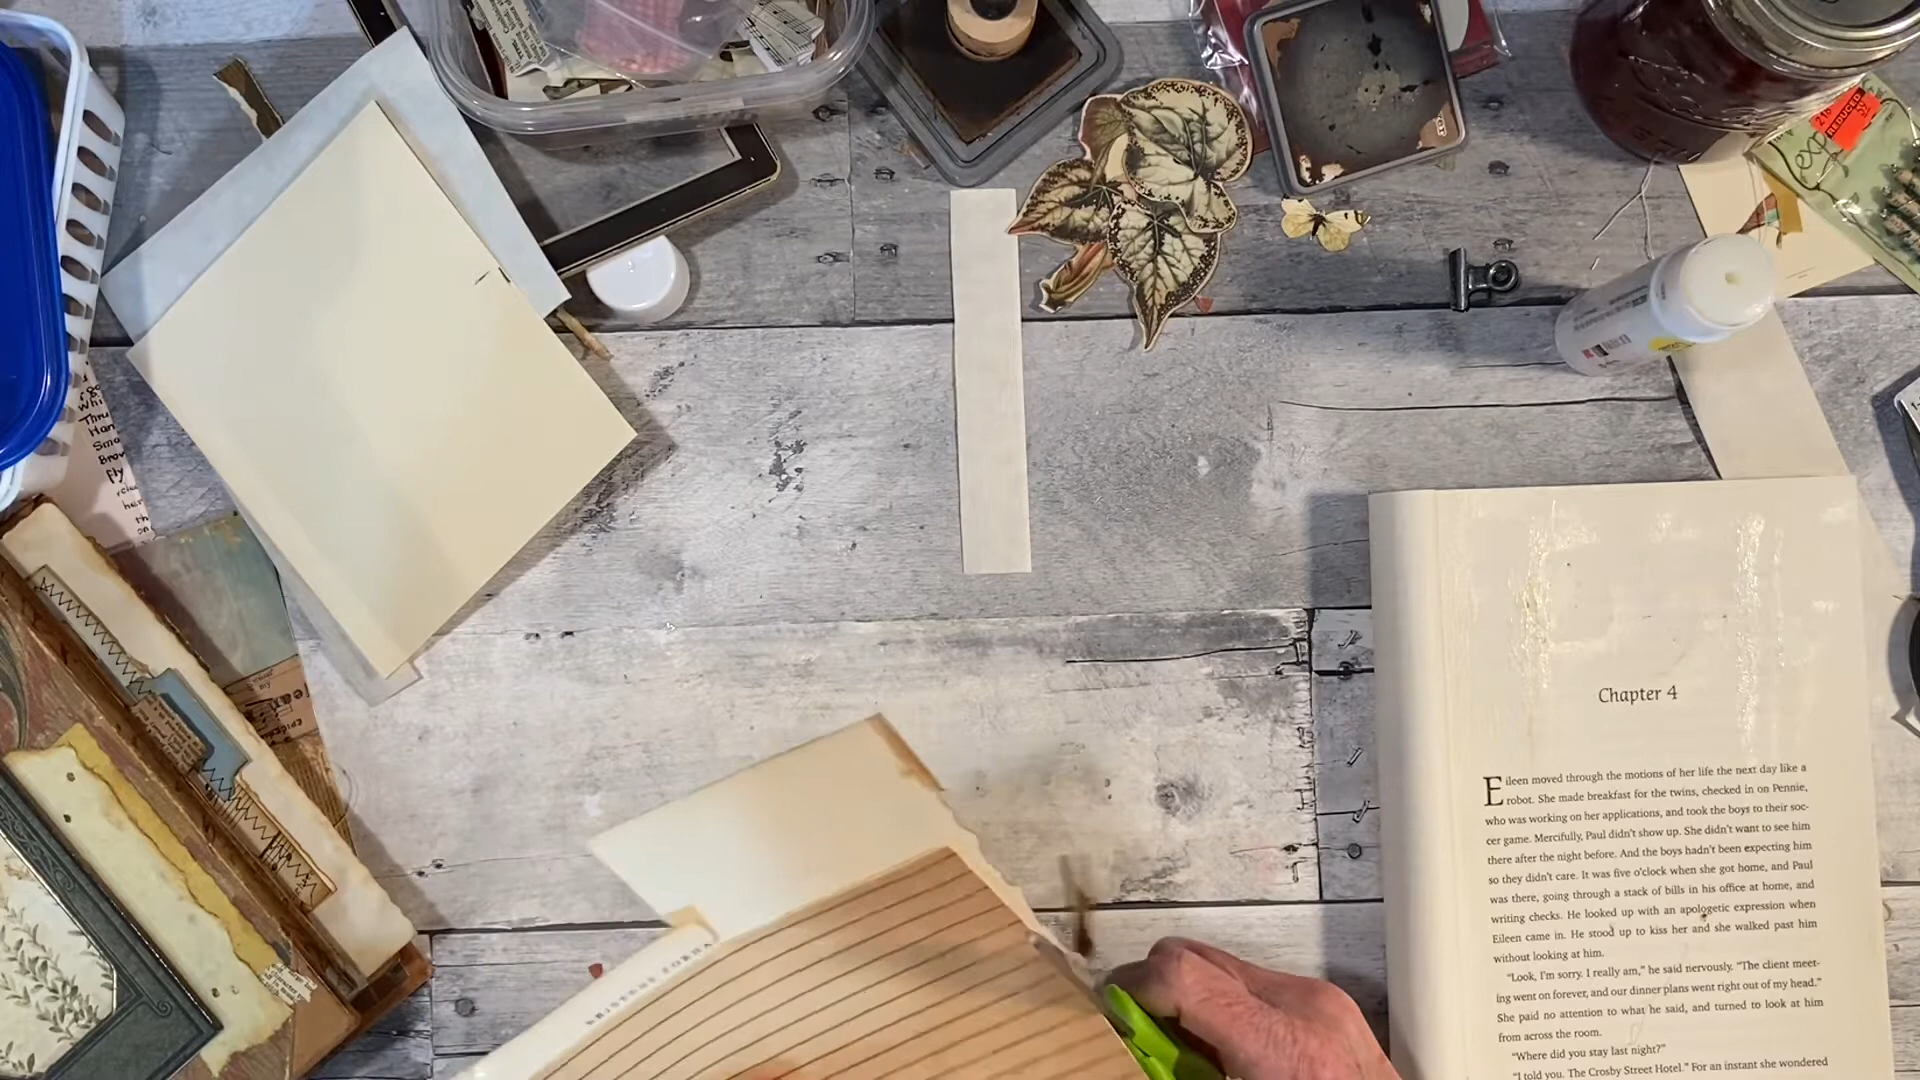 REDUCED
Thru
Han
Smo
Brow
fly
Chapter 4
Eileen moved through the motions of her life the next day like a
robot. She made breakfast for the twins, checked in on Pennie,
who was working on her applications, and took the boys to their soc-
cer game. Mercifully, Paul didn't show up. She didn't want to see him
there after the night before. And the boys hadn't been expecting him
so they didn't care. It was five o'clock when she got home, and Paul
was there, going through a stack of bills in his office at home, and
writing checks. He looked up with an apologetic expression when
Eileen came in. He stood up to kiss her and she walked past him
without looking at him.
"Look, I'm sorry. I really am," he said nervously. "The client meet-
ing went on forever, and our dinner plans went right out of my head."
She paid no attention to what he said, and turned to look at him
from across the room.
"Where did you stay last night?"
"I told you. The Crosby Street Hotel." For an instant she wondered